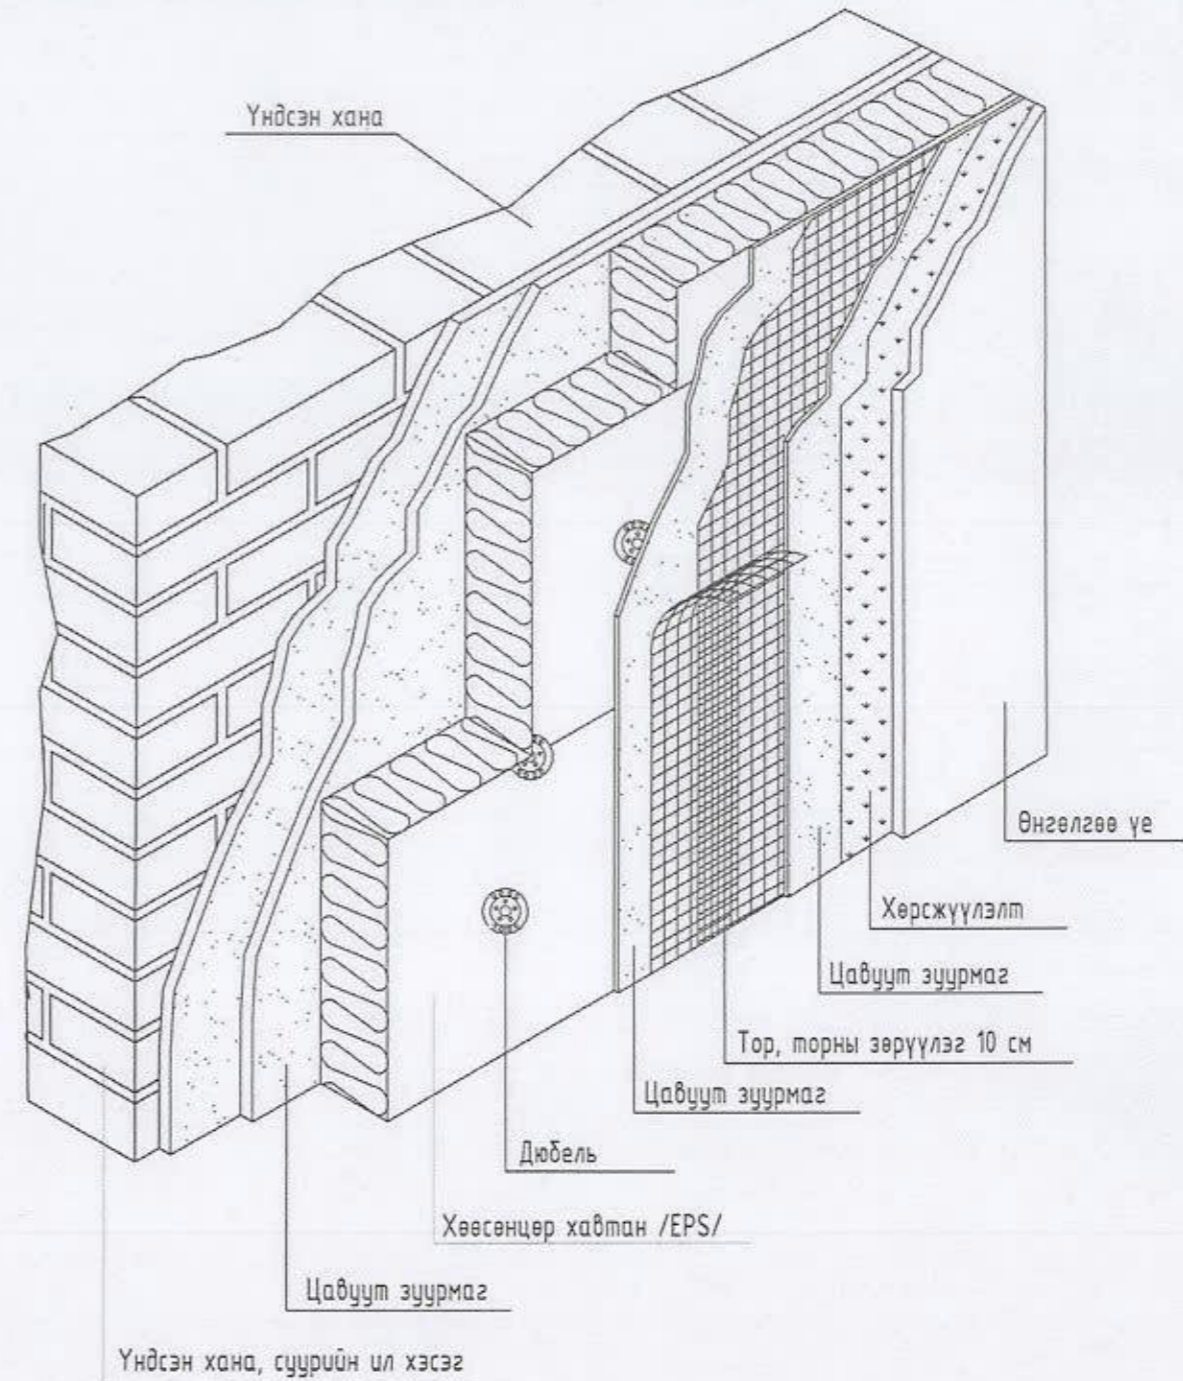 Үндсэн хана
Өнгөлгөө үе
Хөрсжүүлэлт
Цавуут зуурмаг
Тор, торны зөрүүлэг 10 см
Цавуут зуурмаг
Дюбель
Хөөсөнцөр хавтан /EPS/
Цавуут зуурмаг
Үндсэн хана, суурийн ил хэсэг